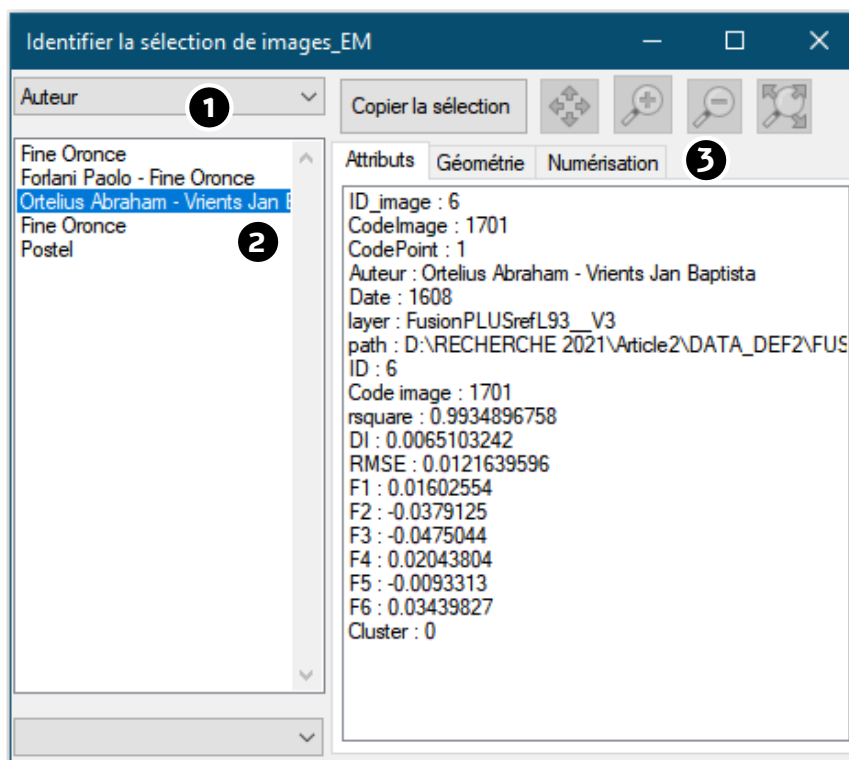 Identifier la sélection de images_EM
Auteur
1
Copier la sélection
Fine Oronce
Forlani Paolo - Fine Oronce
Ortelius Abraham - Vrients Jan
Fine Oronce
Postel
2
Attributs Géométrie Numérisation
3
ID_image : 6
CodeImage : 1701
CodePoint : 1
Auteur : Ortelius Abraham - Vrients Jan Baptista
Date : 1608
layer : FusionPLUSrefL93__V3
path : D:\RECHERCHE 2021\Article2\DATA_DEF2\FUS
ID : 6
Code image : 1701
rsquare : 0.9934896758
DI : 0.0065103242
RMSE : 0.0121639596
F1 : 0.01602554
F2 : -0.0379125
F3 : -0.0475044
F4 : 0.02043804
F5 : -0.0093313
F6 : 0.03439827
Cluster : 0